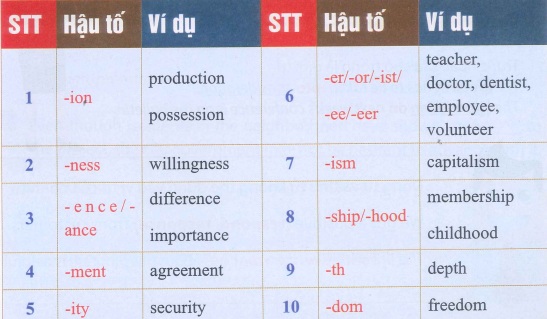 STT Hậu tố Ví dụ STT Hậu tố Ví dụ
1 -ion production
possession
6 -er/-or/-ist/
-ee/-eer
teacher,
doctor, dentist,
employee,
volunteer
2 -ness willingness 7 -ism capitalism
3 -ence/-
ance
difference
importance
8 -ship/-hood membership
childhood
4 -ment agreement 9 -th depth
5 -ity security 10 -dom freedom